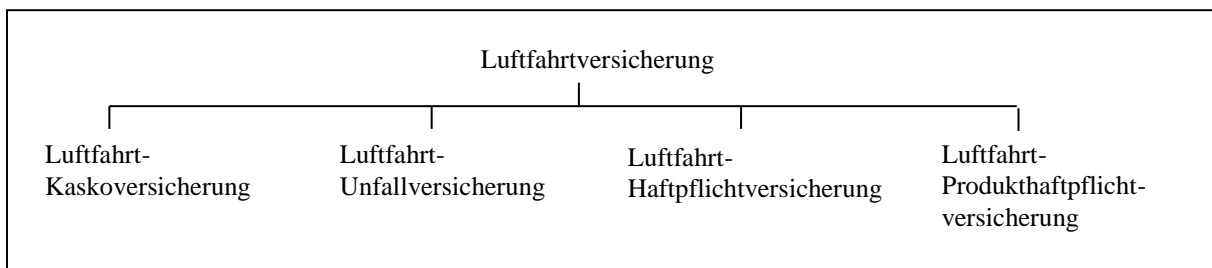 Luftfahrtversicherung
Luftfahrt-
Kaskoversicherung
Luftfahrt-
Unfallversicherung
Luftfahrt-
Haftpflichtversicherung
Luftfahrt-
Produkthaftpflicht-
versicherung